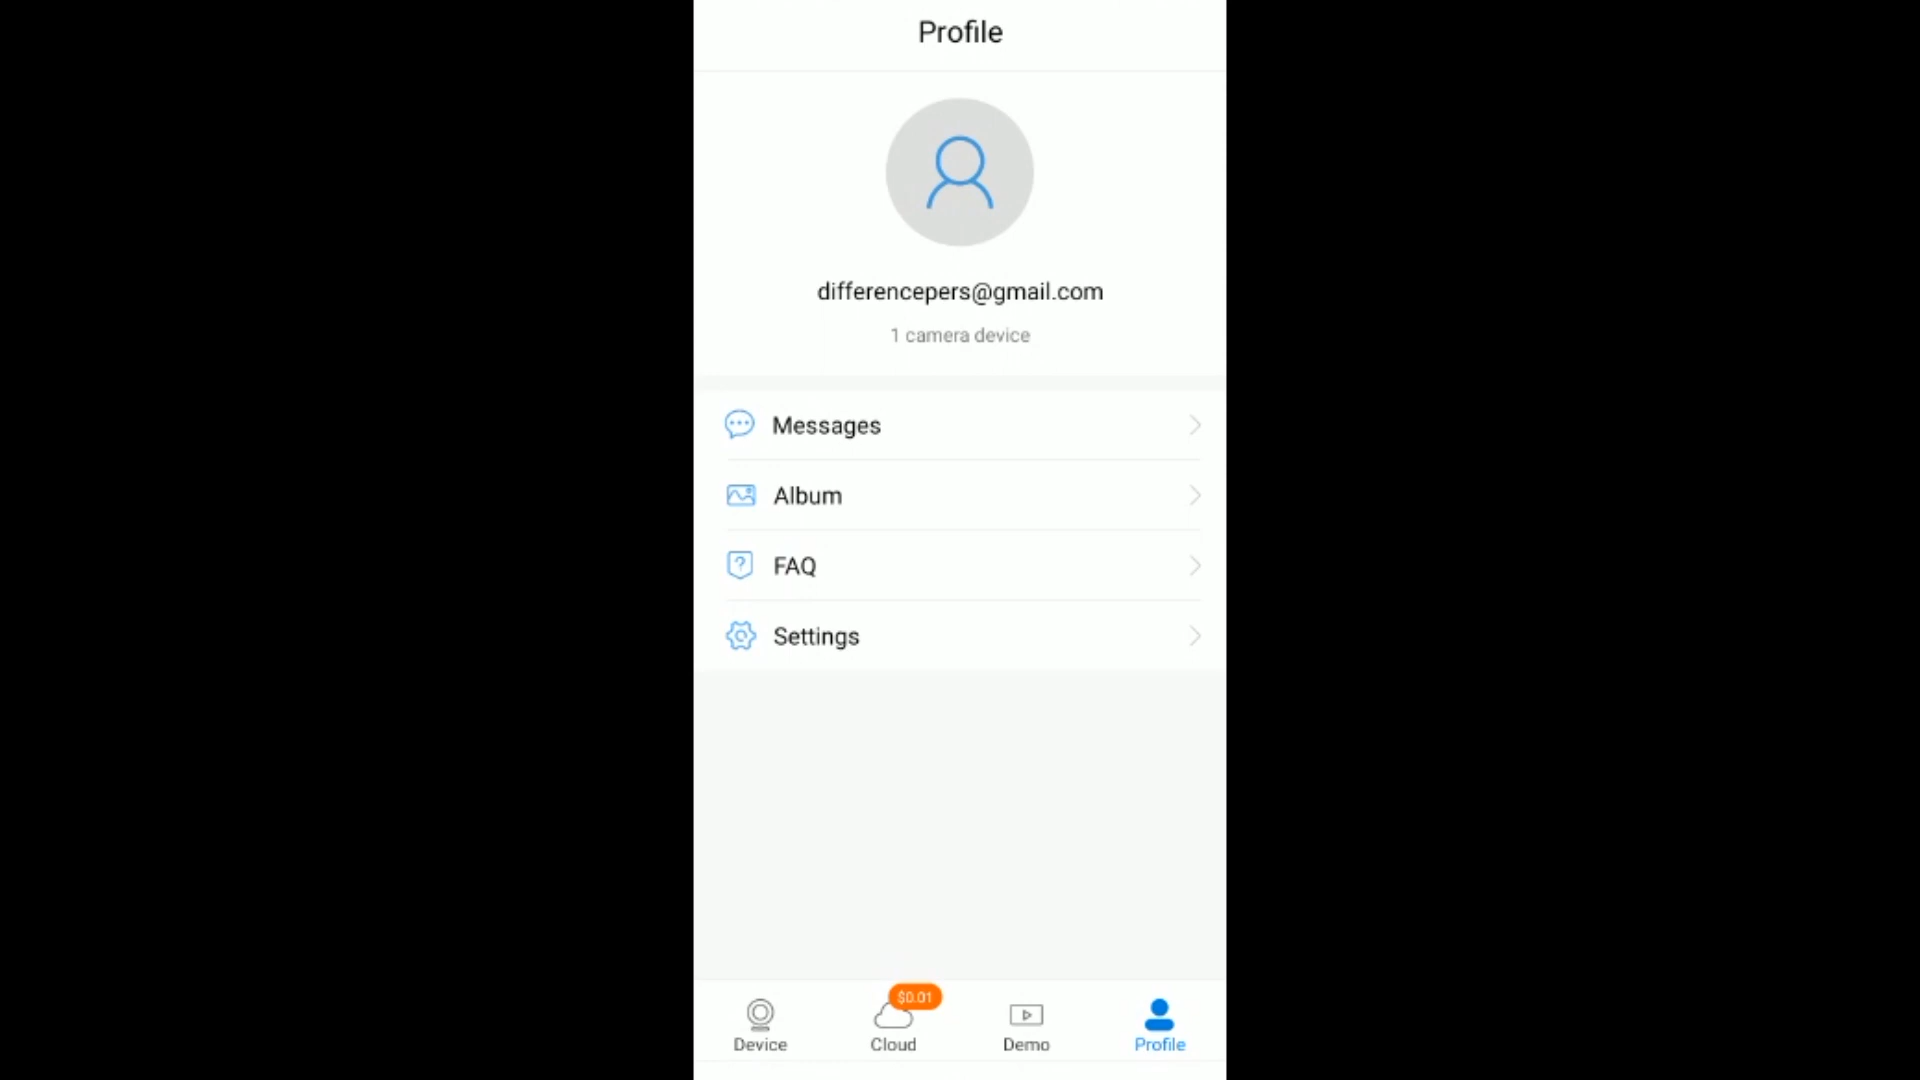 Profile
differencepers@gmail.com
1 camera device
Messages
Album
FAQ
Settings
$0.01
Device
Cloud
Demo
Profile